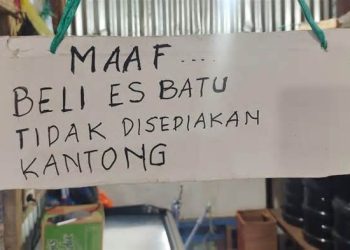 MAAF....
BELI ES BATU
TIDAK DISEDIAKAN
KANTONG